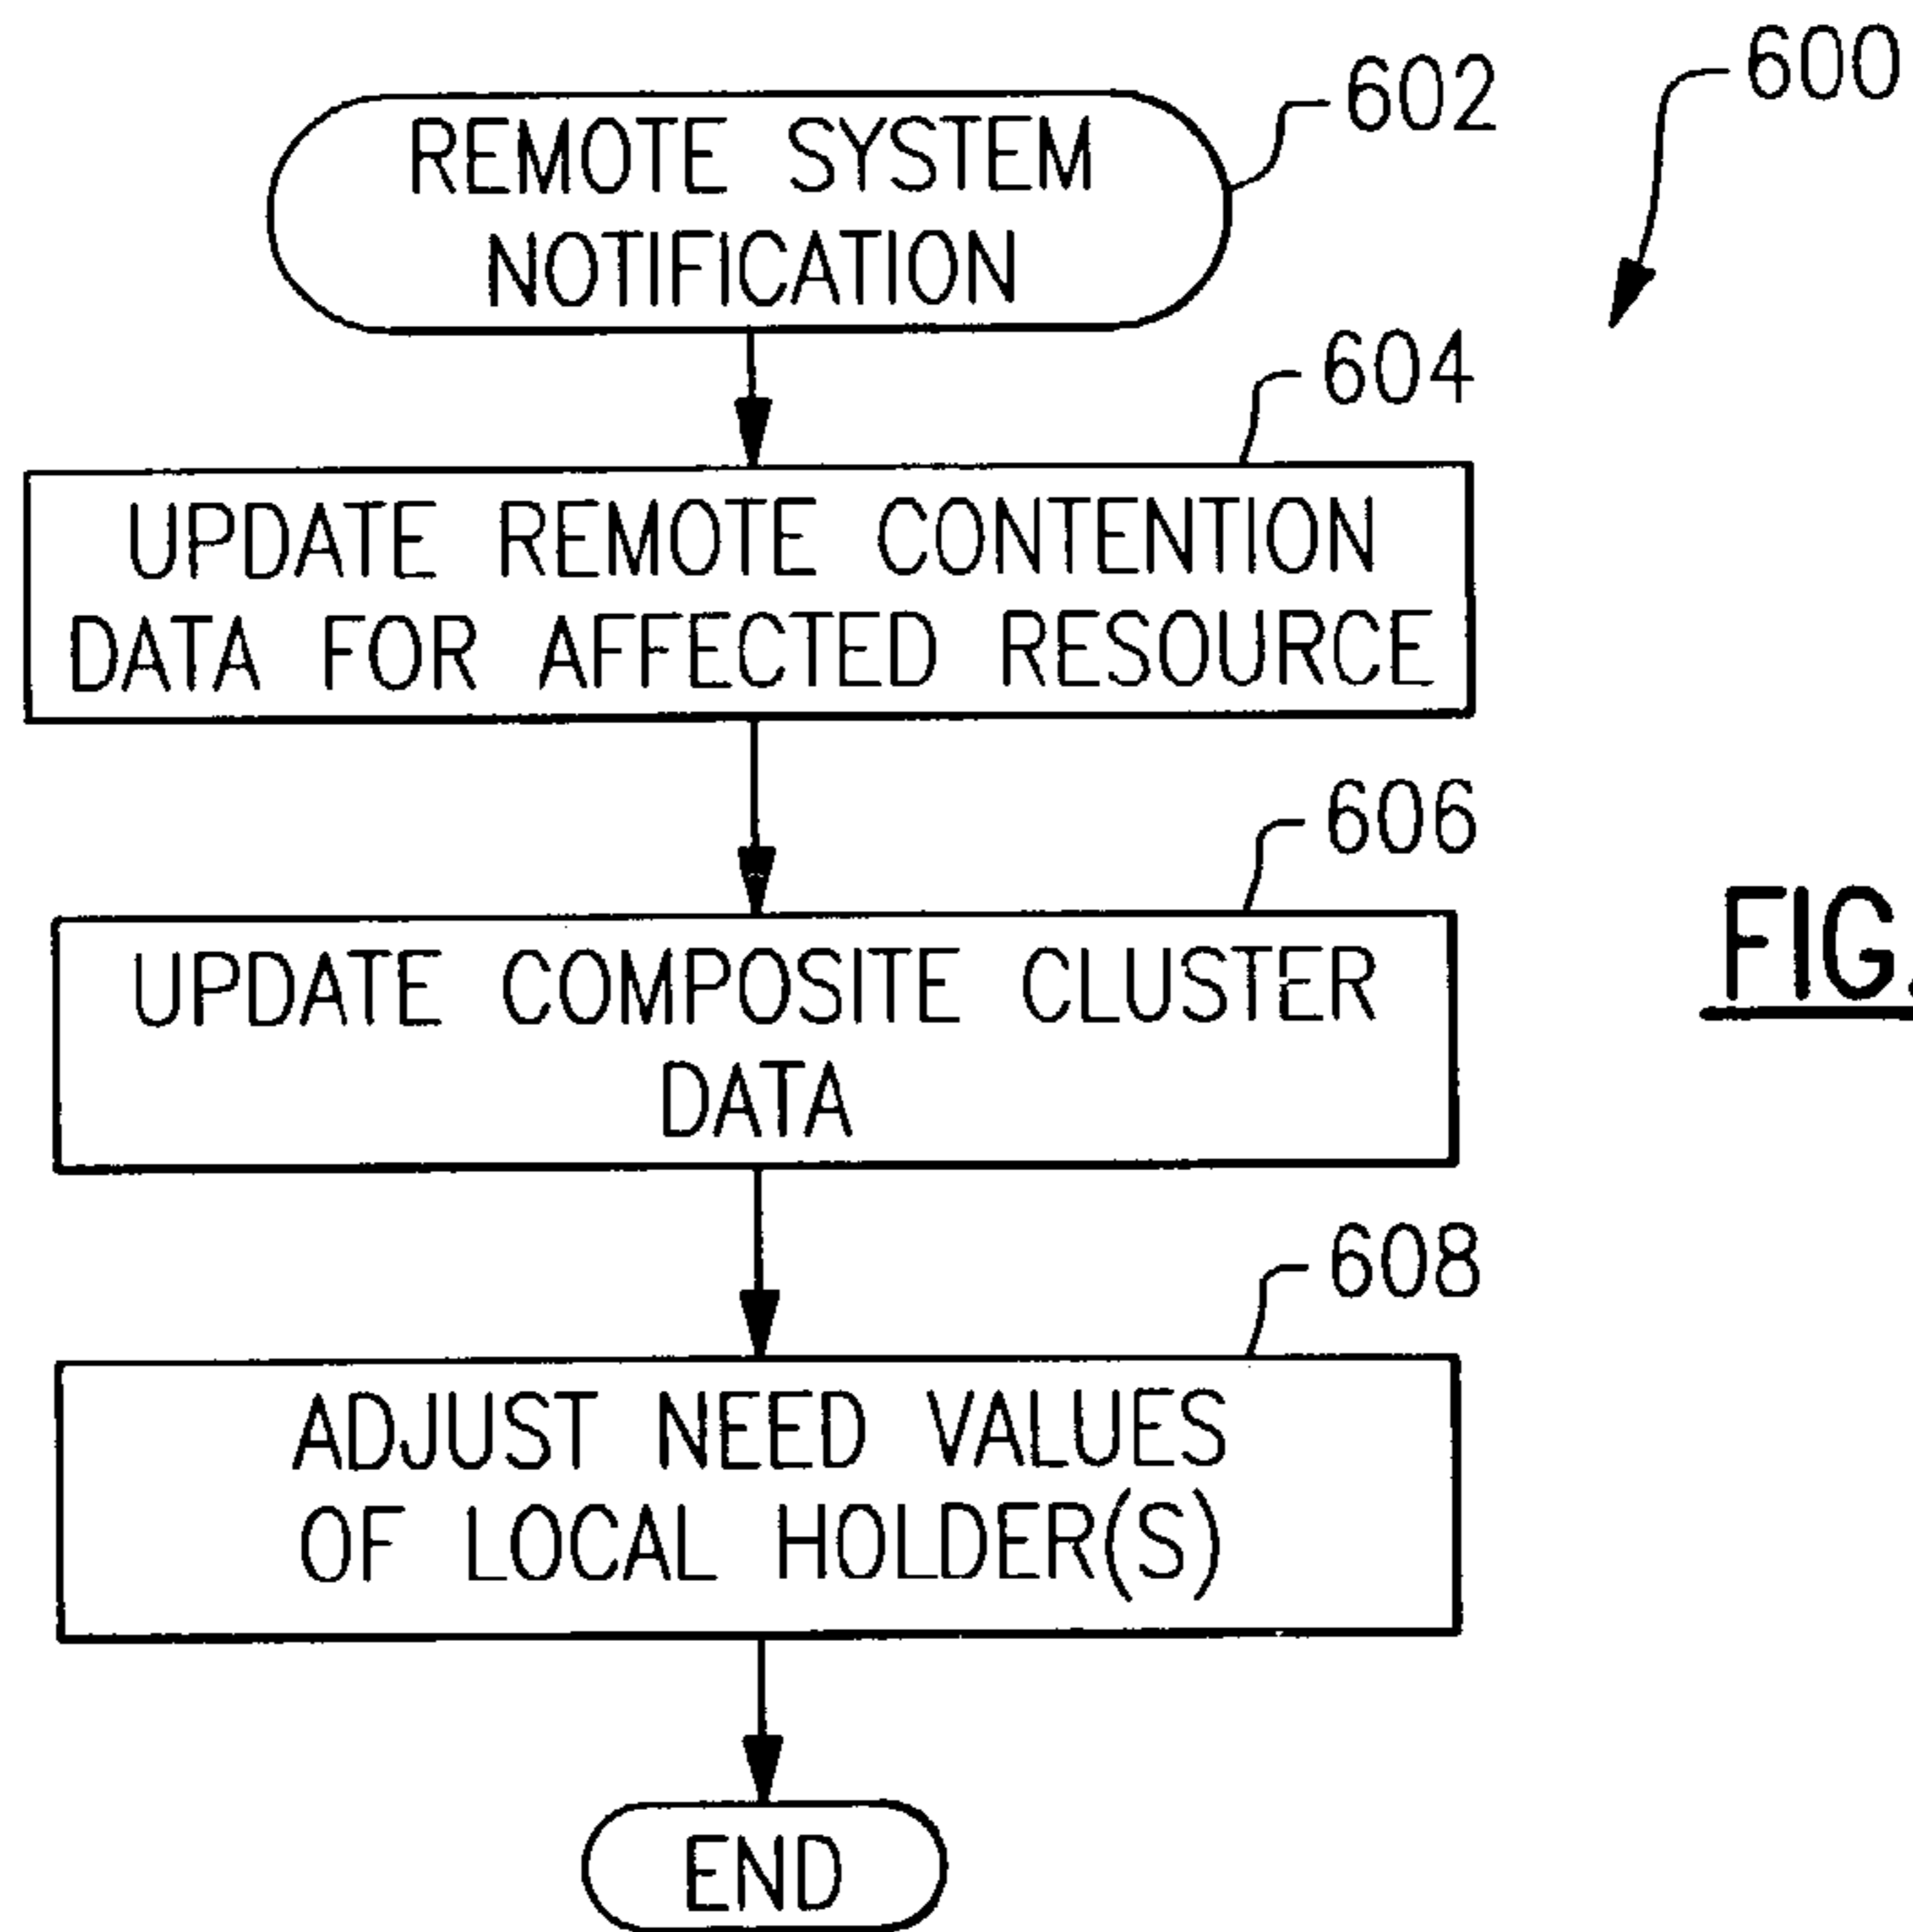 600
602
REMOTE SYSTEM
NOTIFICATION
604
UPDATE REMOTE CONTENTION
DATA FOR AFFECTED RESOURCE
606
UPDATE COMPOSITE CLUSTER
DATA
FIG.
608
ADJUST NEED VALUES
OF LOCAL HOLDER(S)
END